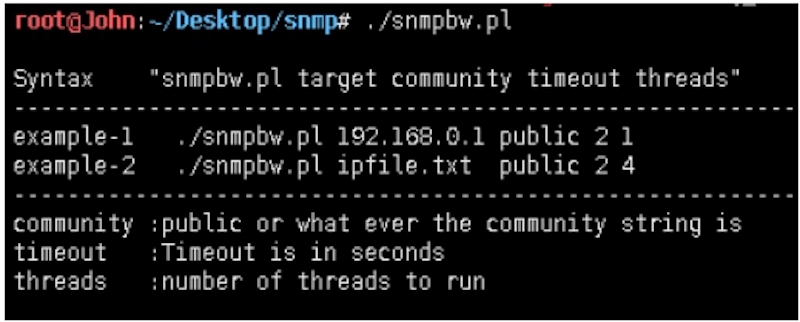 root@John:~/Desktop/snmp# ./snmpbw.pl
Syntax "snmpbw.pl target community timeout threads"
--------------------------------------------------------------
example-1 ./snmpbw.pl 192.168.0.1 public 2 1
example-2 ./snmpbw.pl ipfile.txt public 2 4
--------------------------------------------------------------
community :public or what ever the community string is
timeout :Timeout is in seconds
threads :number of threads to run